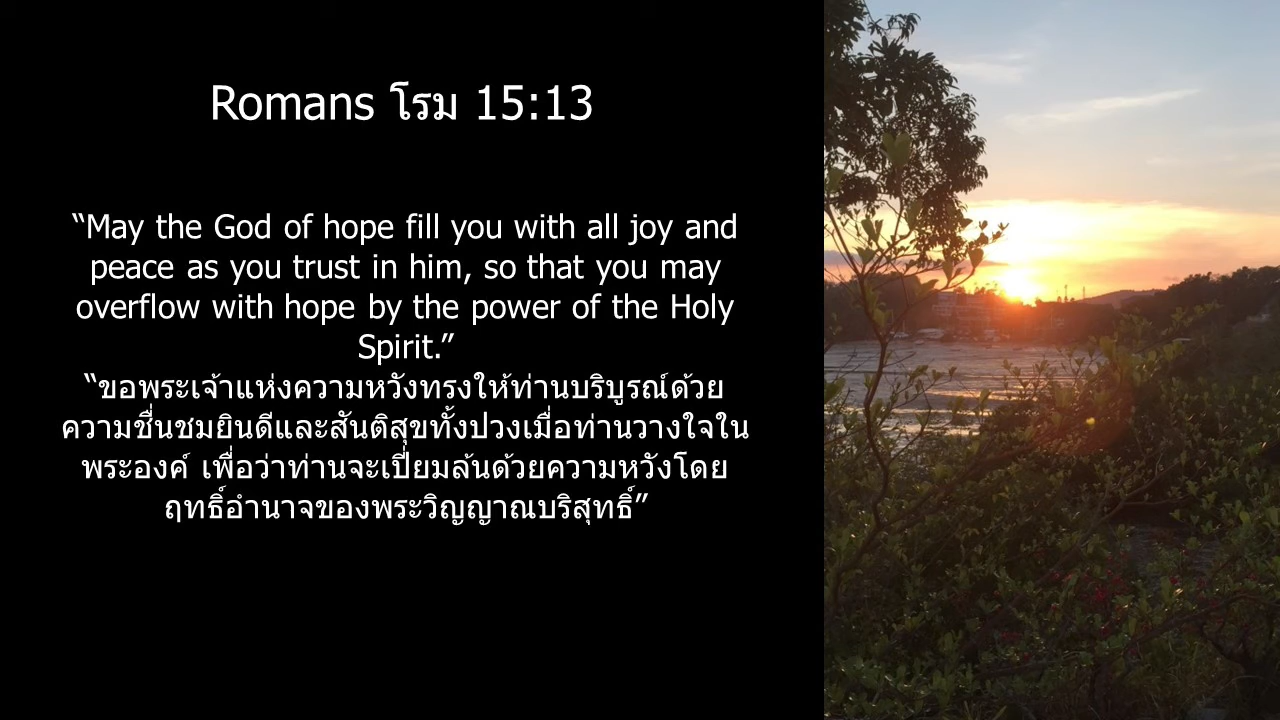 Romans โรม 15:13
“May the God of hope fill you with all joy and
peace as you trust in him, so that you may
overflow with hope by the power of the Holy
Spirit.”
“ขอพระเจ้าแห่งความหวังทรงให้ท่านบริบูรณ์ด้วย
ความชื่นชมยินดีและสันติสุขทั้งปวงเมื่อท่านวางใจใน
พระองค์ เพื่อว่าท่านจะเปี่ยมล้นด้วยความหวังโดย
ฤทธิ์อำนาจของพระวิญญาณบริสุทธิ์”